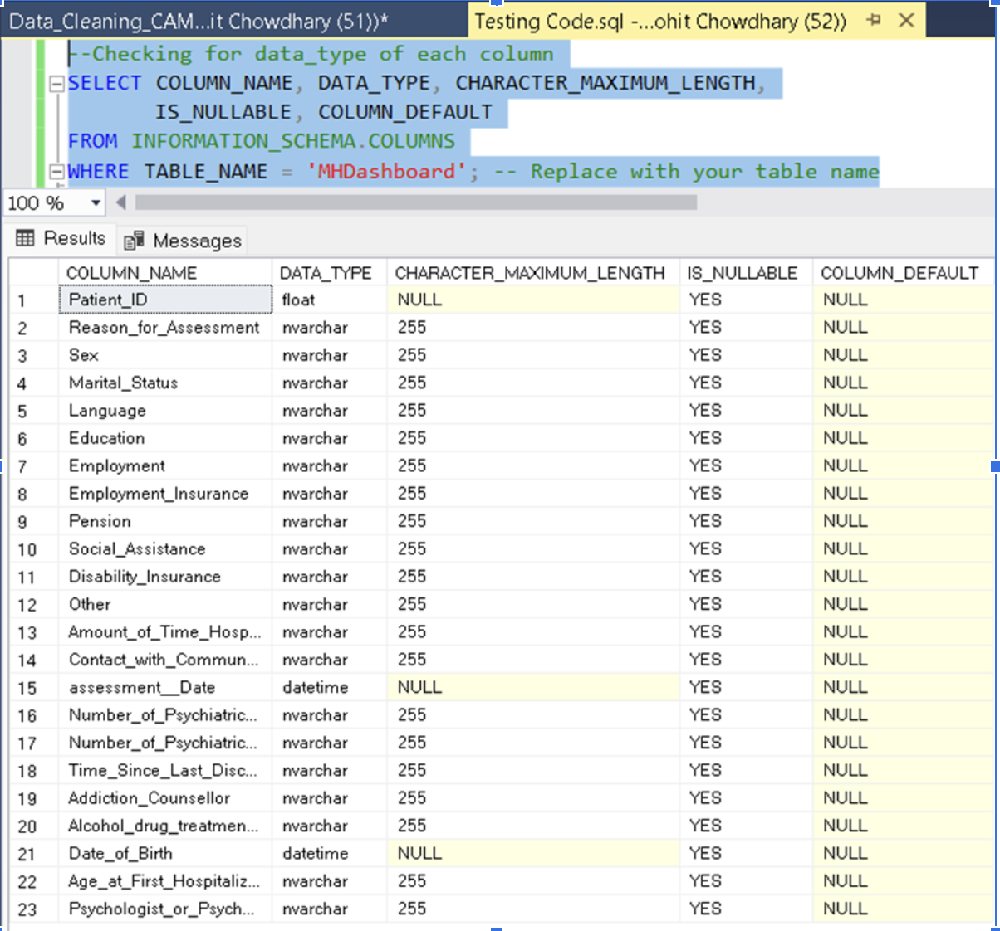 Data_Cleaning_CAM...it Chowdhary (51))*
Testing Code.sql -...ohit Chowdhary (52))
--Checking for data_type of each column
SELECT COLUMN_NAME, DATA_TYPE, CHARACTER_MAXIMUM_LENGTH,
IS_NULLABLE, COLUMN_DEFAULT
FROM INFORMATION_SCHEMA.COLUMNS
WHERE TABLE_NAME = 'MHDashboard'; -- Replace with your table name
100 %
Results Messages
COLUMN_NAME DATA_TYPE CHARACTER_MAXIMUM_LENGTH IS_NULLABLE COLUMN_DEFAULT
1 Patient_ID float NULL YES NULL
2 Reason_for_Assessment nvarchar 255 YES NULL
3 Sex nvarchar 255 YES NULL
4 Marital_Status nvarchar 255 YES NULL
5 Language nvarchar 255 YES NULL
6 Education nvarchar 255 YES NULL
7 Employment nvarchar 255 YES NULL
8 Employment_Insurance nvarchar 255 YES NULL
9 Pension nvarchar 255 YES NULL
10 Social_Assistance nvarchar 255 YES NULL
11 Disability_Insurance nvarchar 255 YES NULL
12 Other nvarchar 255 YES NULL
13 Amount_of_Time_Hosp... nvarchar 255 YES NULL
14 Contact_with_Commun... nvarchar 255 YES NULL
15 assessment__Date datetime NULL YES NULL
16 Number_of_Psychiatric... nvarchar 255 YES NULL
17 Number_of_Psychiatric... nvarchar 255 YES NULL
18 Time_Since_Last_Disc... nvarchar 255 YES NULL
19 Addiction_Counsellor nvarchar 255 YES NULL
20 Alcohol_drug_treatmen... nvarchar 255 YES NULL
21 Date_of_Birth datetime NULL YES NULL
22 Age_at_First_Hospitaliz... nvarchar 255 YES NULL
23 Psychologist_or_Psych... nvarchar 255 YES NULL